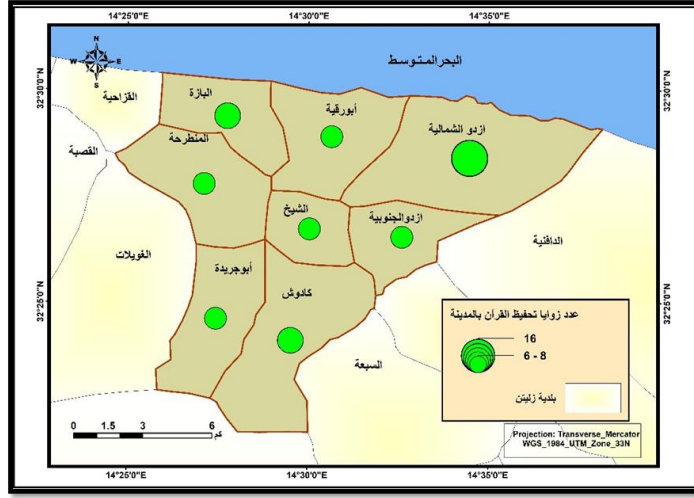 14°25'0"E 14°30'0"E 14°35'0"E
32°30'0"N
32°30'0"N
N
W E
S
البحر المتوسط
القزاحية
البازة
أبورقية
ازدو الشمالية
المنطرحة
القصبة
الشيخ
ازدوالجنوبية
الدافنية
الغويلات
أبوجريدة
كادوش
32°25'0"N
32°25'0"N
السبعة
عدد زوايا تحفيظ القرآن بالمدينة
16
6 - 8
بلدية زليتن
0 1.5 3 6
كم
Projection: Transverse_Mercator
WGS_1984_UTM_Zone_33N
14°25'0"E 14°30'0"E 14°35'0"E